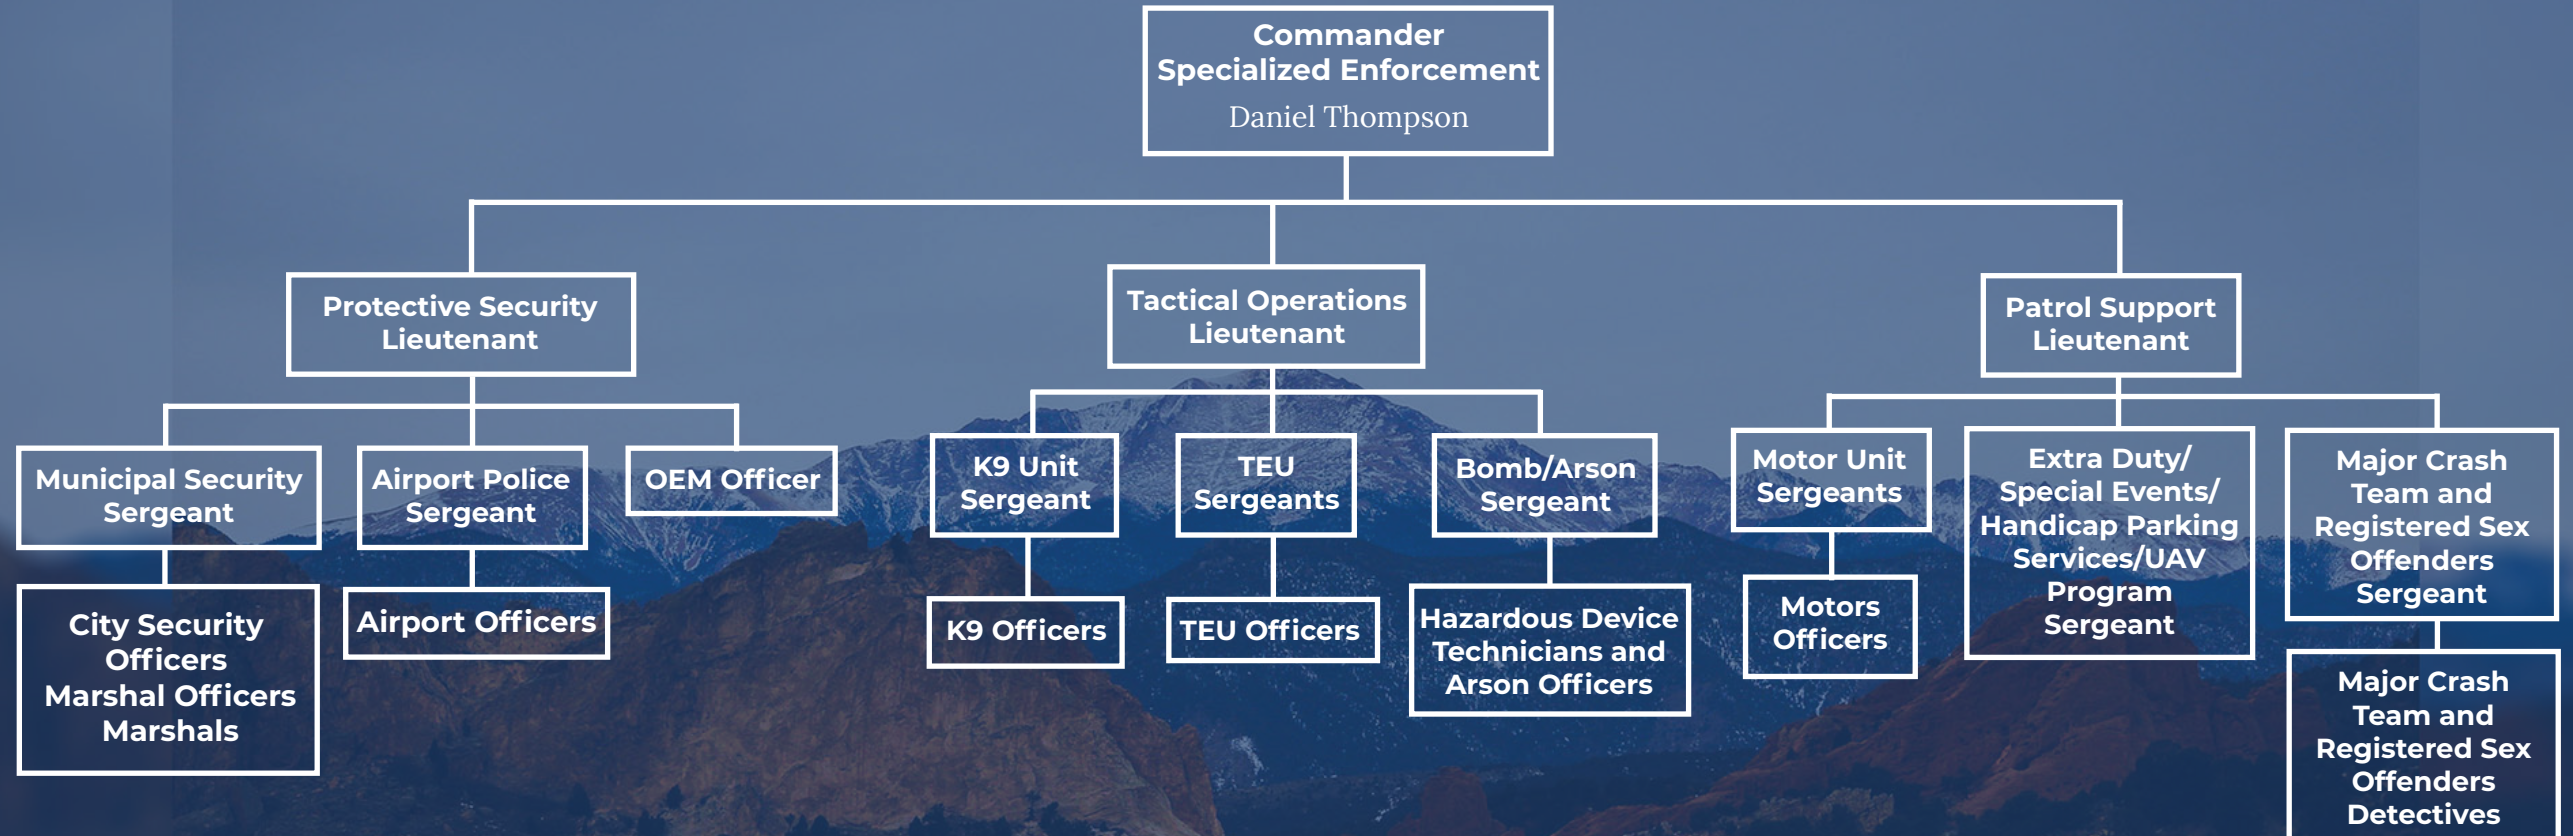 Commander
Specialized Enforcement
Daniel Thompson
Protective Security
Lieutenant
Tactical Operations
Lieutenant
Patrol Support
Lieutenant
Municipal Security
Sergeant
Airport Police
Sergeant
OEM Officer
K9 Unit
Sergeant
TEU
Sergeants
Bomb/Arson
Sergeant
Motor Unit
Sergeants
Extra Duty/
Special Events/
Handicap Parking
Services/UAV
Program
Sergeant
Major Crash
Team and
Registered Sex
Offenders
Sergeant
City Security
Officers
Marshal Officers
Marshals
Airport Officers
K9 Officers
TEU Officers
Hazardous Device
Technicians and
Arson Officers
Motors
Officers
Major Crash
Team and
Registered Sex
Offenders
Detectives